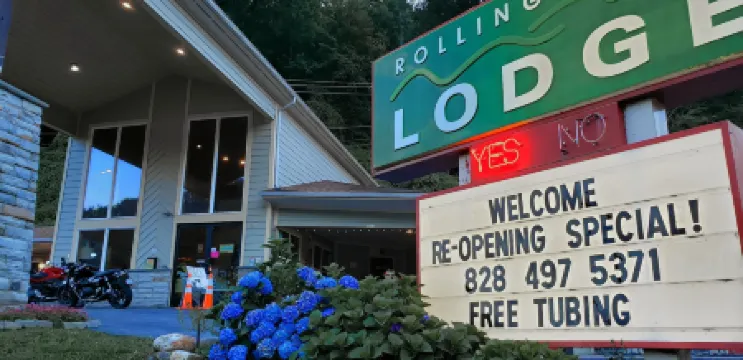 ROLLING
LODGE
YES NO
WELCOME
RE-OPENING SPECIAL!
828 497 5371
FREE TUBING